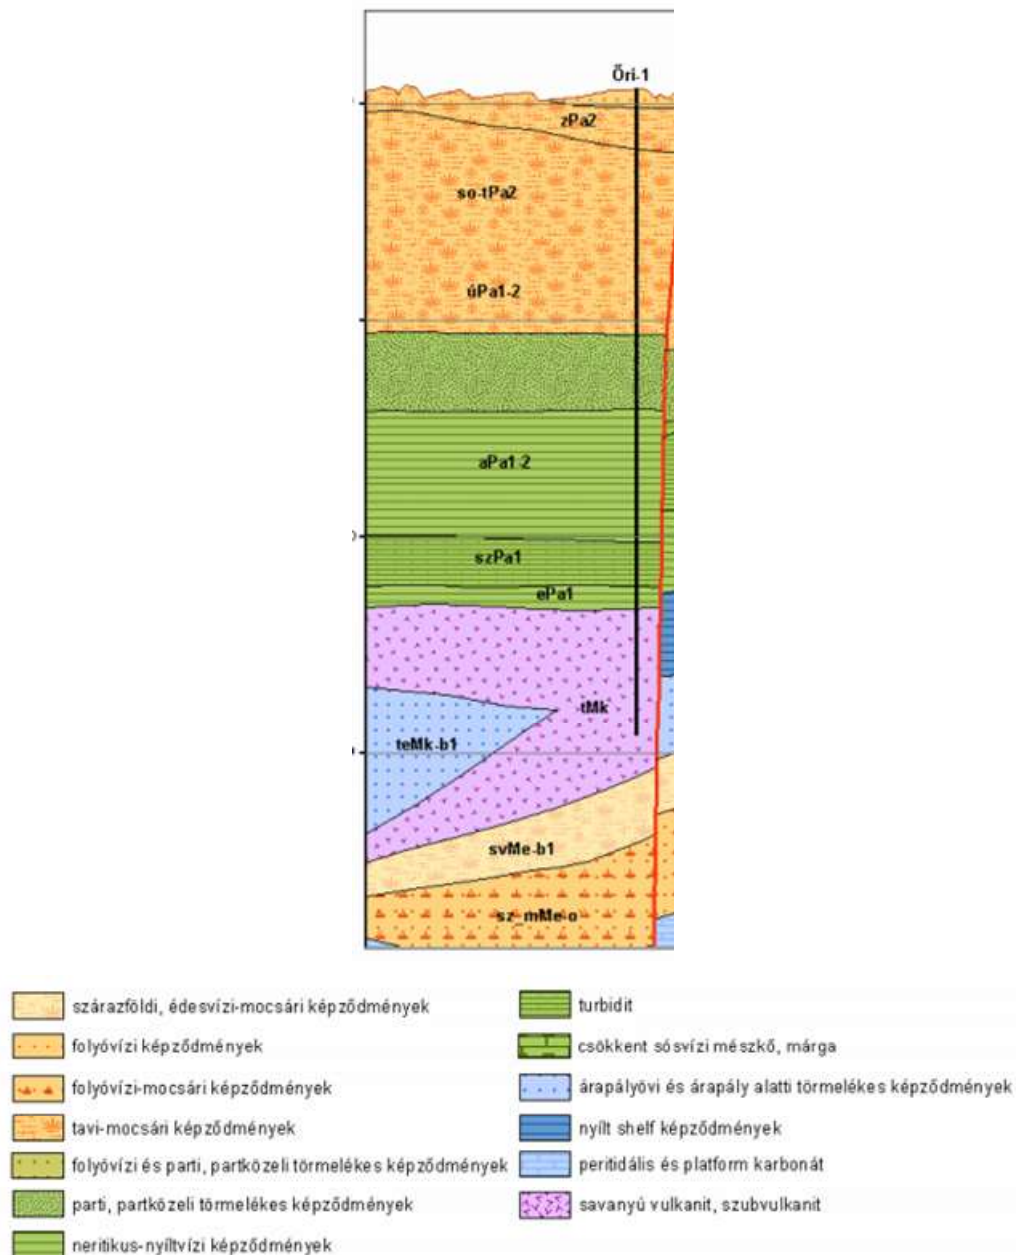 Őri-1
zPa2
so-tPa2
úPa1-2
aPa1-2
szPa1
ePa1
tMk
teMk-b1
svMe-b1
sz_mMe-o
szárazföldi, édesvízi-mocsári képződmények
folyóvízi képződmények
folyóvízi-mocsári képződmények
tavi-mocsári képződmények
folyóvízi és parti, partközeli törmelékes képződmények
parti, partközeli törmelékes képződmények
neritikus-nyíltvízi képződmények
turbidit
csökkent sósvízi mészkő, márga
árapályövi és árapály alatti törmelékes képződmények
nyílt shelf képződmények
peritidális és platform karbonát
savanyú vulkanit, szubvulkanit